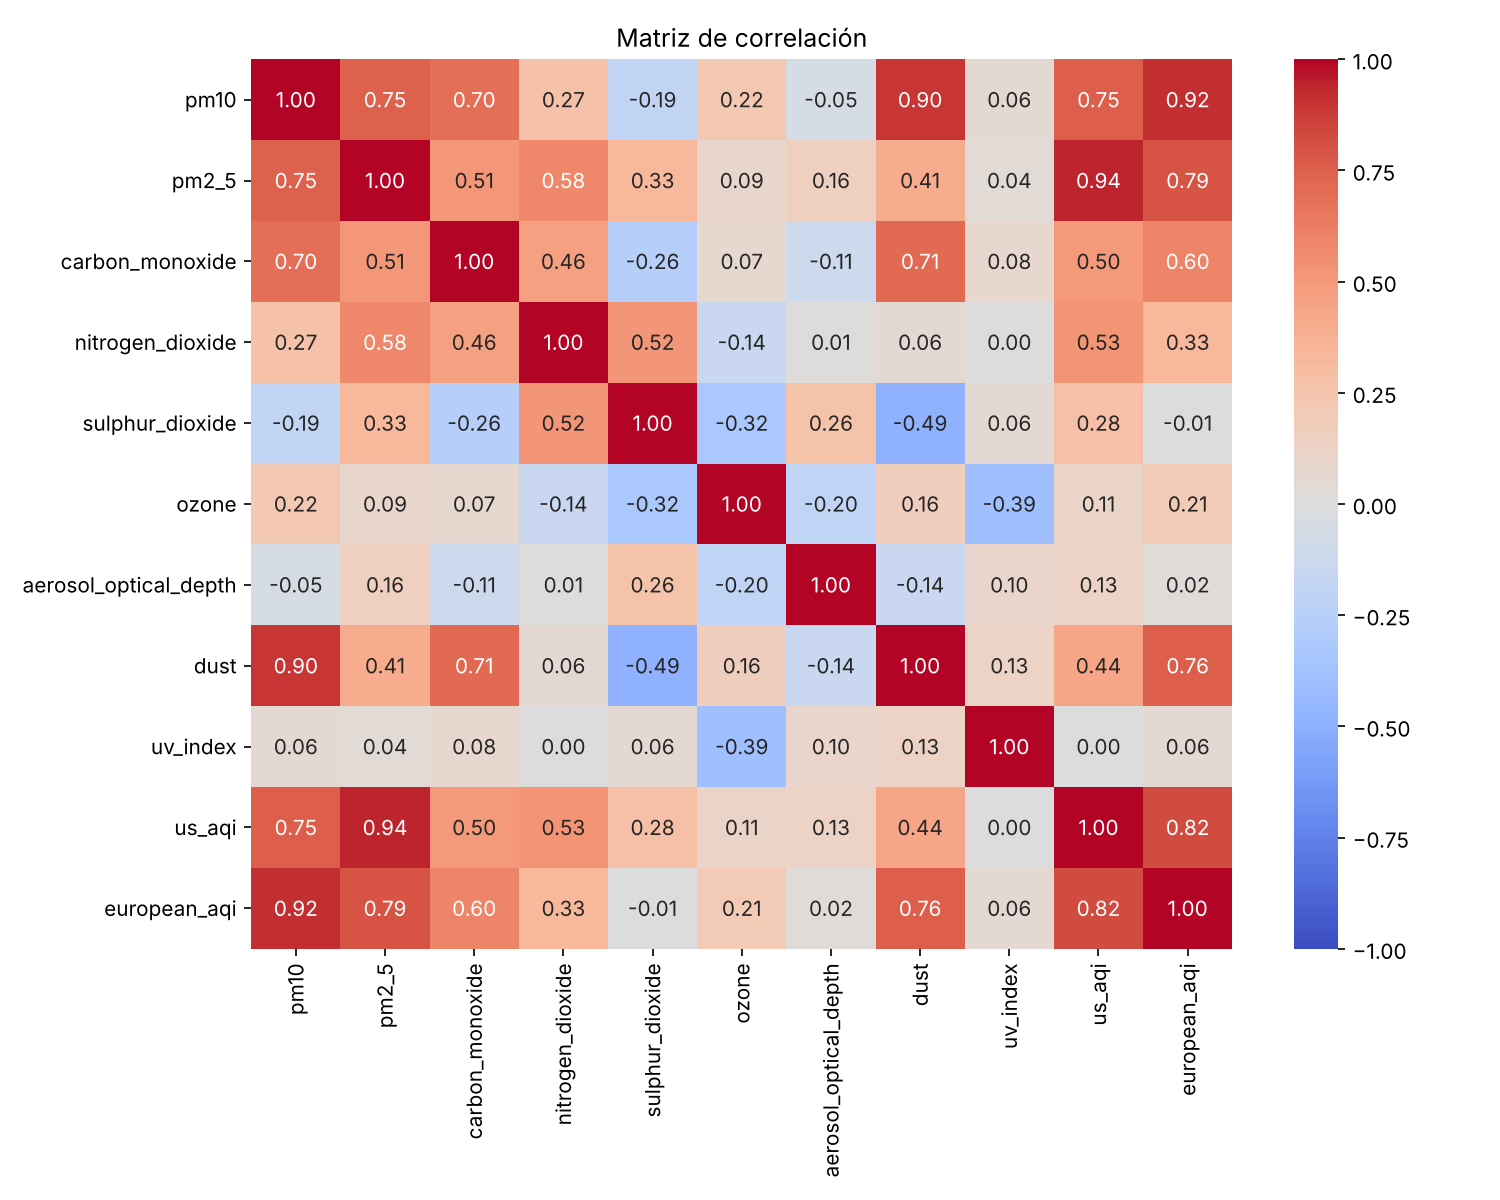 Matriz de correlación
pm10 1.00 0.75 0.70 0.27 -0.19 0.22 -0.05 0.90 0.06 0.75 0.92
pm2_5 0.75 1.00 0.51 0.58 0.33 0.09 0.16 0.41 0.04 0.94 0.79
carbon_monoxide 0.70 0.51 1.00 0.46 -0.26 0.07 -0.11 0.71 0.08 0.50 0.60
nitrogen_dioxide 0.27 0.58 0.46 1.00 0.52 -0.14 0.01 0.06 0.00 0.53 0.33
sulphur_dioxide -0.19 0.33 -0.26 0.52 1.00 -0.32 0.26 -0.49 0.06 0.28 -0.01
ozone 0.22 0.09 0.07 -0.14 -0.32 1.00 -0.20 0.16 -0.39 0.11 0.21
aerosol_optical_depth -0.05 0.16 -0.11 0.01 0.26 -0.20 1.00 -0.14 0.10 0.13 0.02
dust 0.90 0.41 0.71 0.06 -0.49 0.16 -0.14 1.00 0.13 0.44 0.76
uv_index 0.06 0.04 0.08 0.00 0.06 -0.39 0.10 0.13 1.00 0.00 0.06
us_aqi 0.75 0.94 0.50 0.53 0.28 0.11 0.13 0.44 0.00 1.00 0.82
european_aqi 0.92 0.79 0.60 0.33 -0.01 0.21 0.02 0.76 0.06 0.82 1.00
pm10
pm2_5
carbon_monoxide
nitrogen_dioxide
sulphur_dioxide
ozone
aerosol_optical_depth
dust
uv_index
us_aqi
european_aqi
1.00
0.75
0.50
0.25
0.00
−0.25
−0.50
−0.75
−1.00